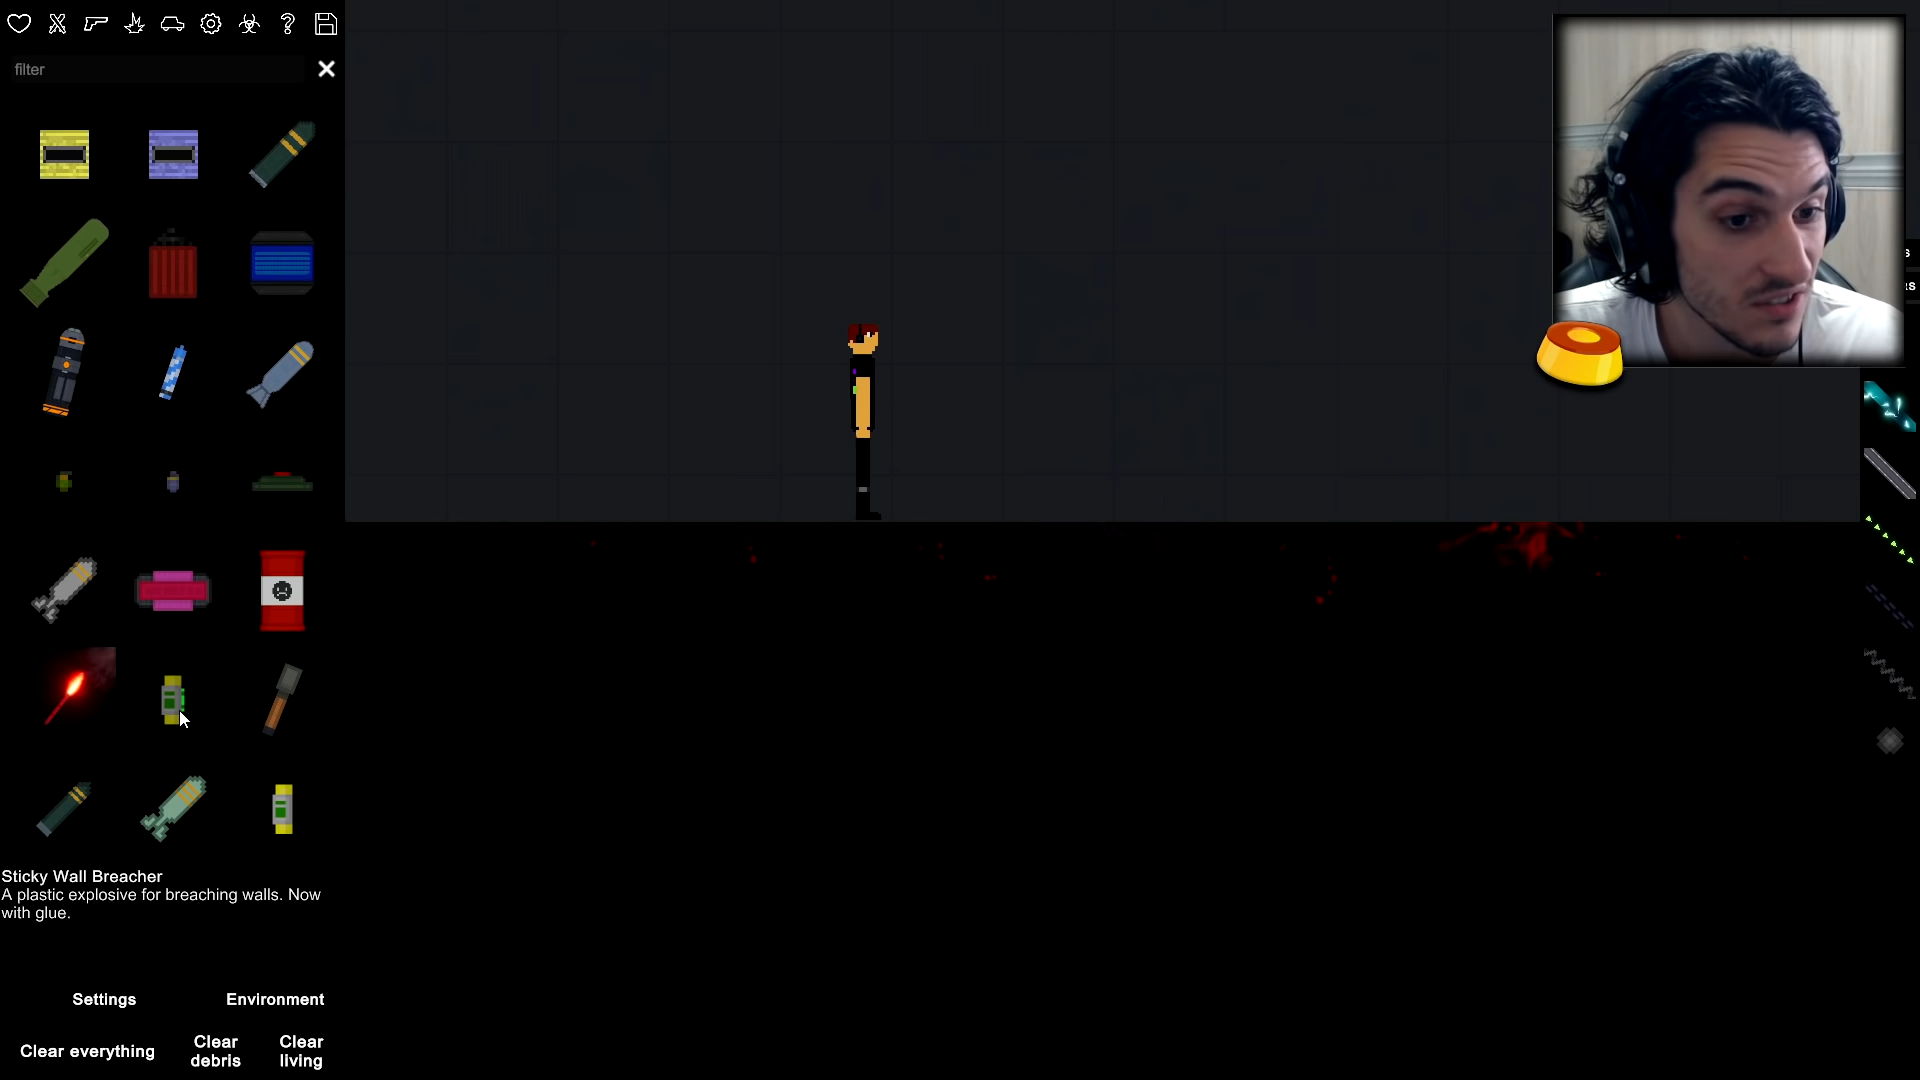 filter
s
rs
Sticky Wall Breacher
A plastic explosive for breaching walls. Now
with glue.
Settings
Environment
Clear everything
Clear
debris
Clear
living